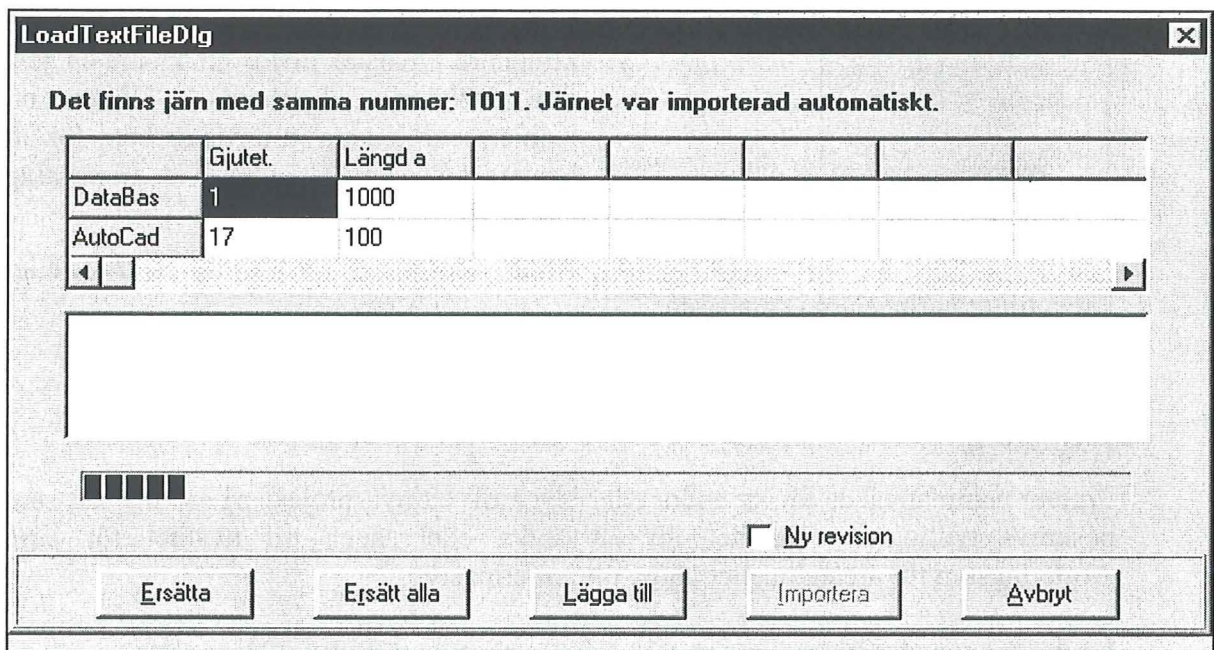 LoadTextFileDlg
Det finns järn med samma nummer: 1011. Järnet var importerad automatiskt.
Gjutet. Längd a
DataBas 1 1000
AutoCad 17 100
Ny revision
Ersätta Ersätt alla Lägga till Importera Avbryt